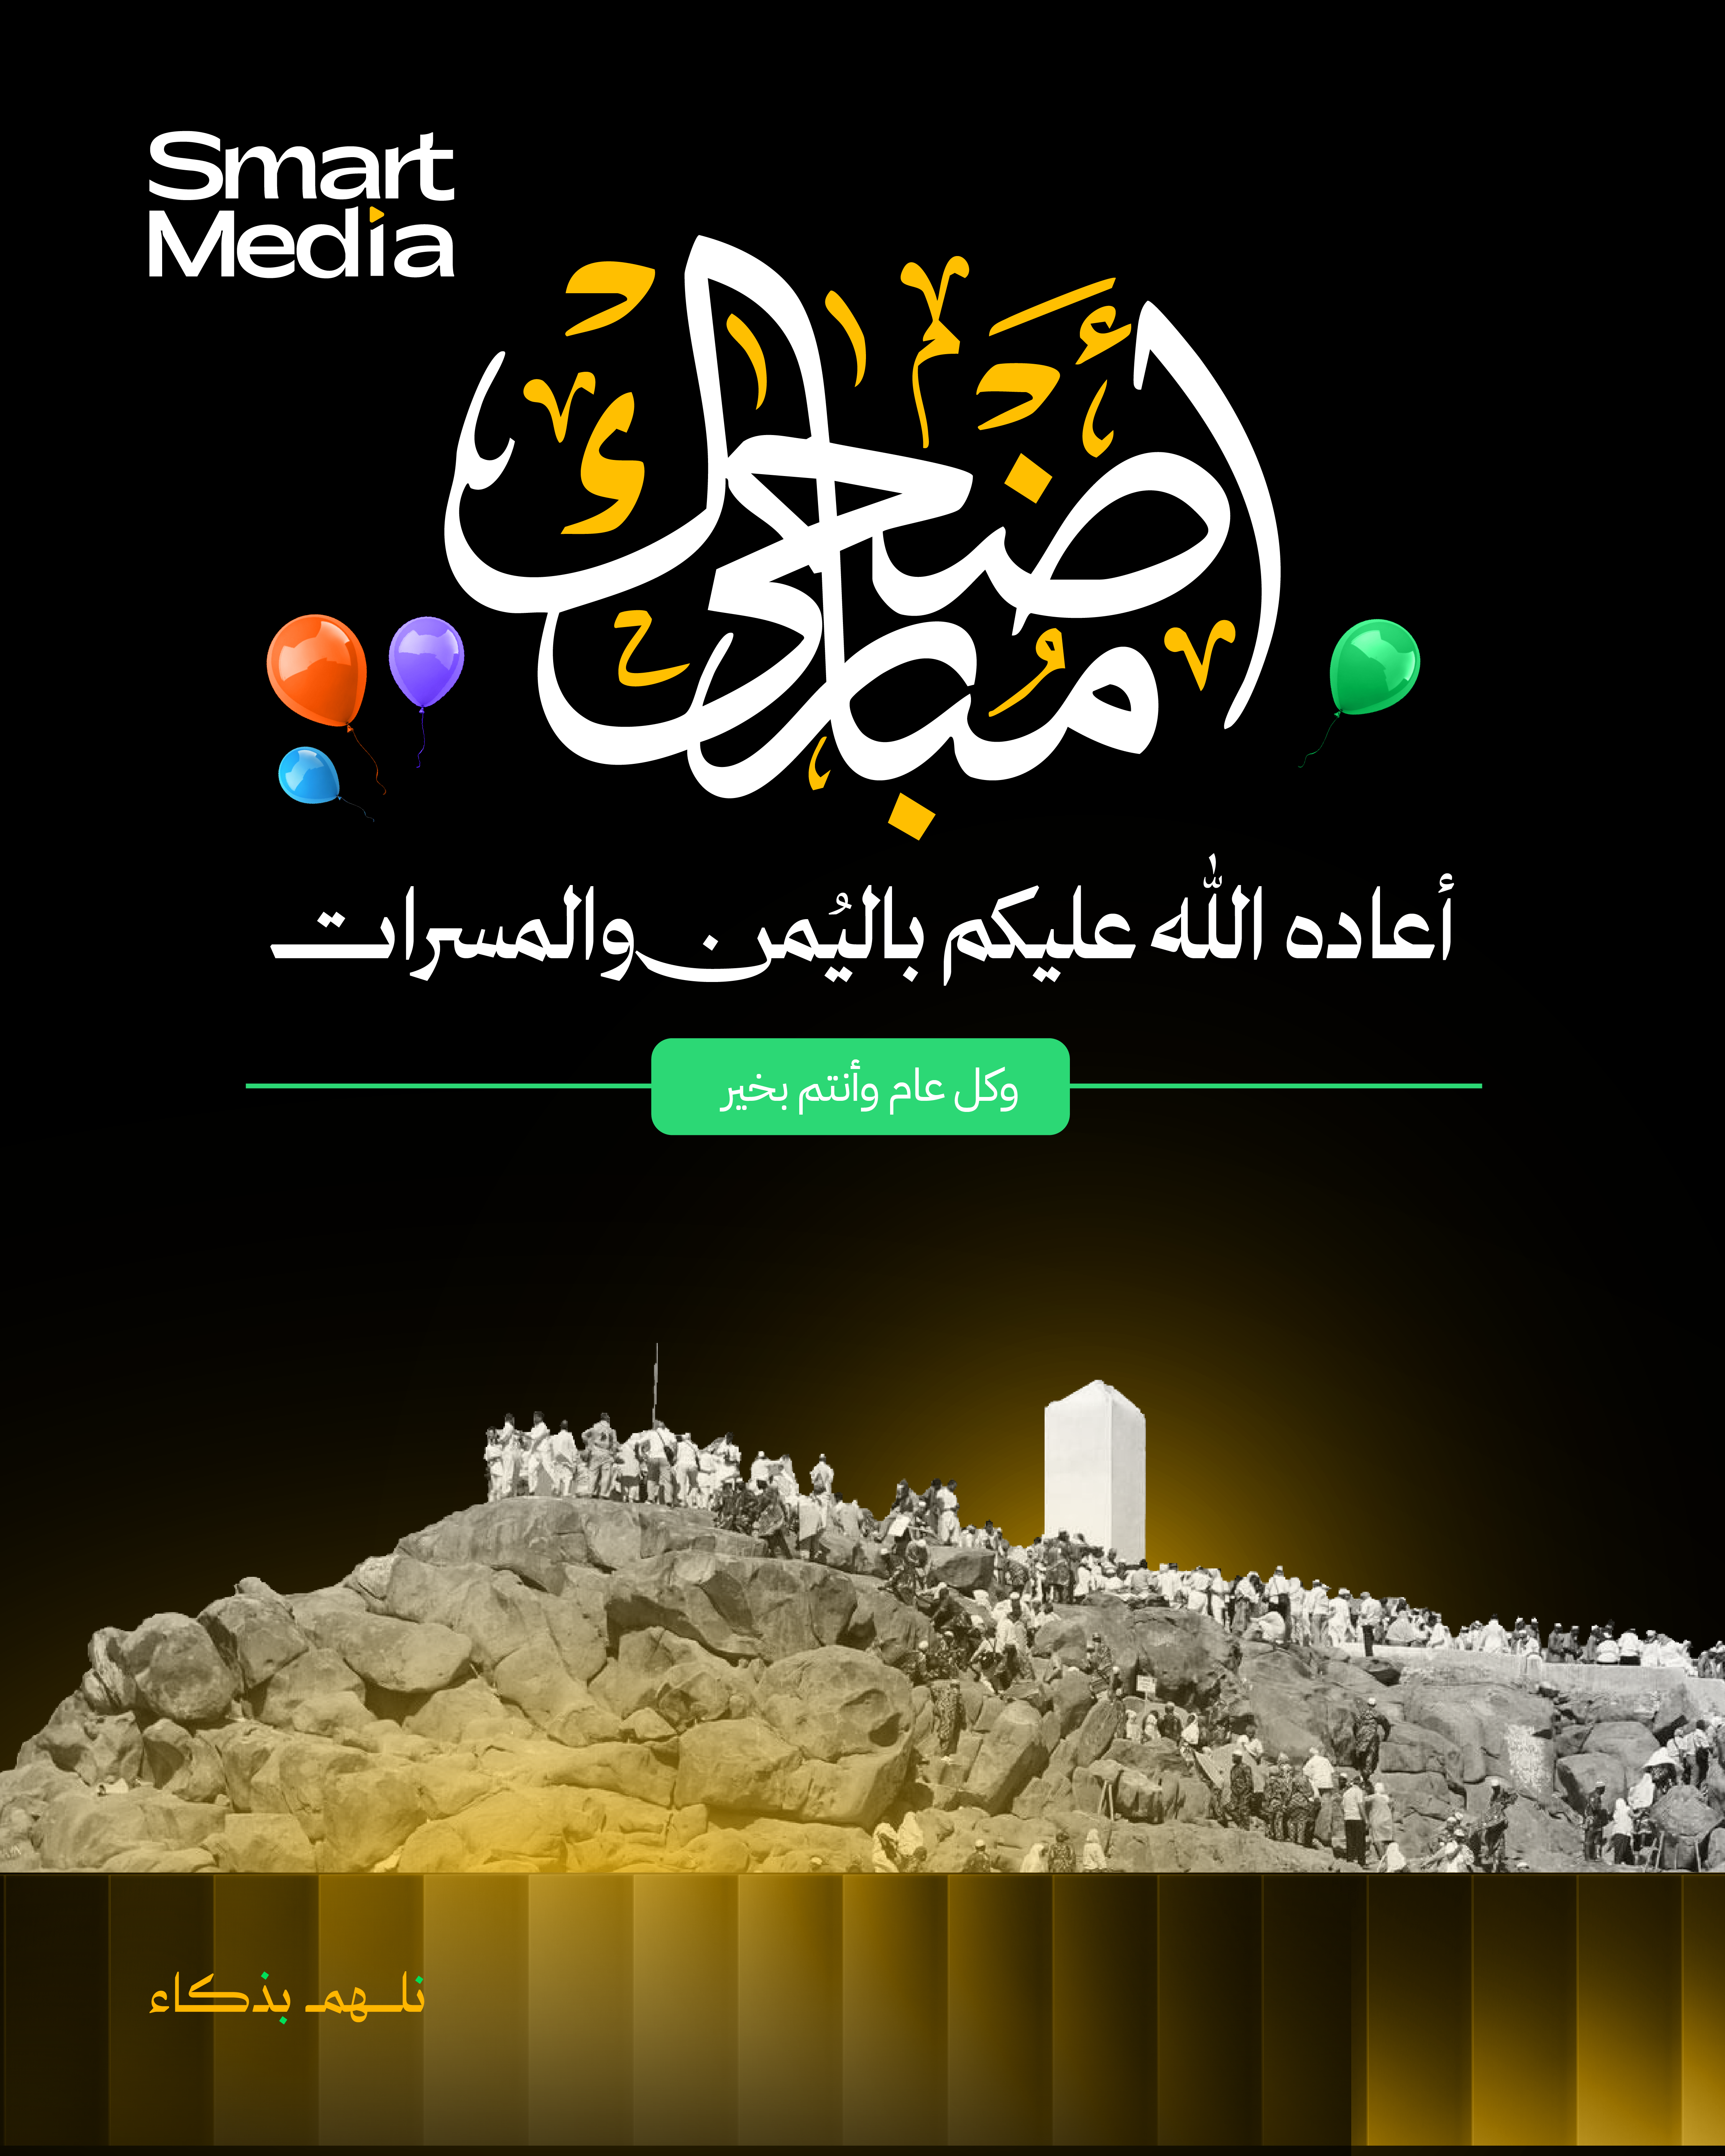 Smart
Media
أضحى
مبارك
أعاده الله عليكم باليُمن والمسرات
وكل عام وأنتم بخير
نلهم بذكاء